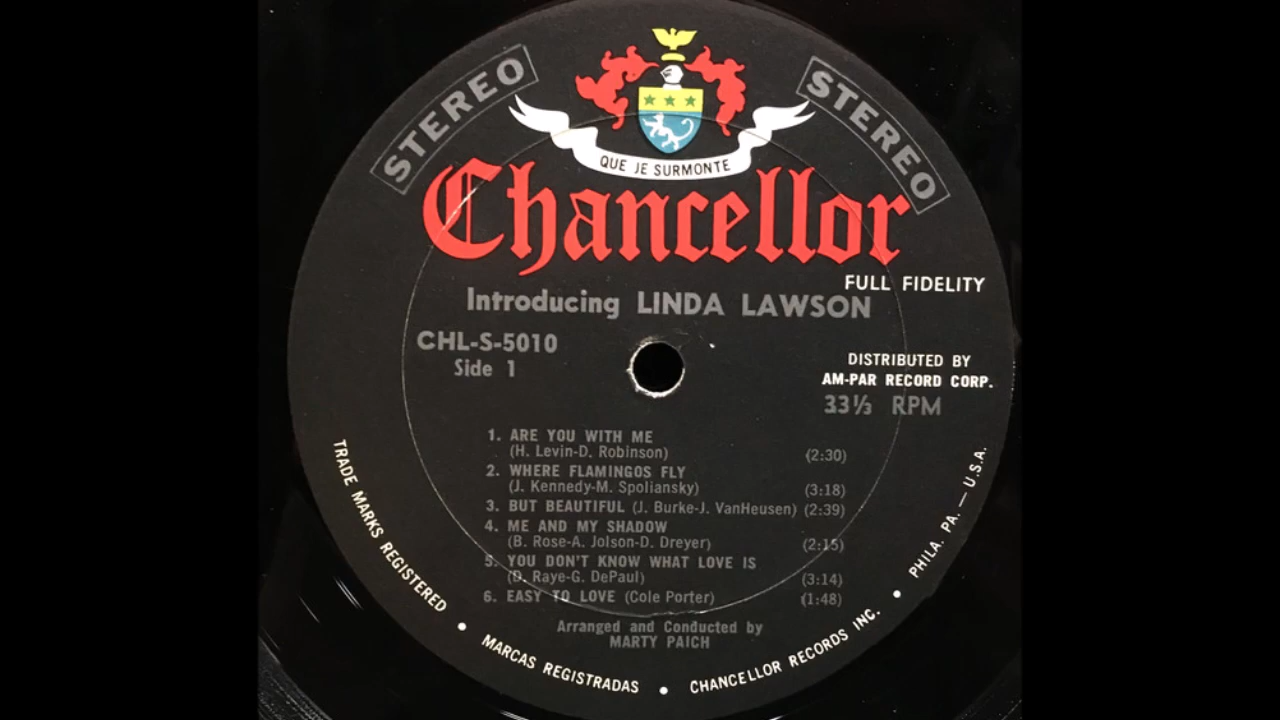 STEREO
STEREO
QUE JE SURMONTE
Chancellor
FULL FIDELITY
Introducing LINDA LAWSON
CHL-S-5010
Side 1
DISTRIBUTED BY
AM-PAR RECORD CORP.
33⅓ RPM
1. ARE YOU WITH ME
(H. Levin-D. Robinson) (2:30)
2. WHERE FLAMINGOS FLY
(J. Kennedy-M. Spoliansky) (3:18)
3. BUT BEAUTIFUL (J. Burke-J. VanHeusen) (2:39)
4. ME AND MY SHADOW
(B. Rose-A. Jolson-D. Dreyer) (2:15)
5. YOU DON'T KNOW WHAT LOVE IS
(D. Raye-G. DePaul) (3:14)
6. EASY TO LOVE (Cole Porter) (1:48)
Arranged and Conducted by
MARTY PAICH
TRADE MARKS REGISTERED • MARCAS REGISTRADAS • CHANCELLOR RECORDS INC. • PHILA. PA. — U.S.A.